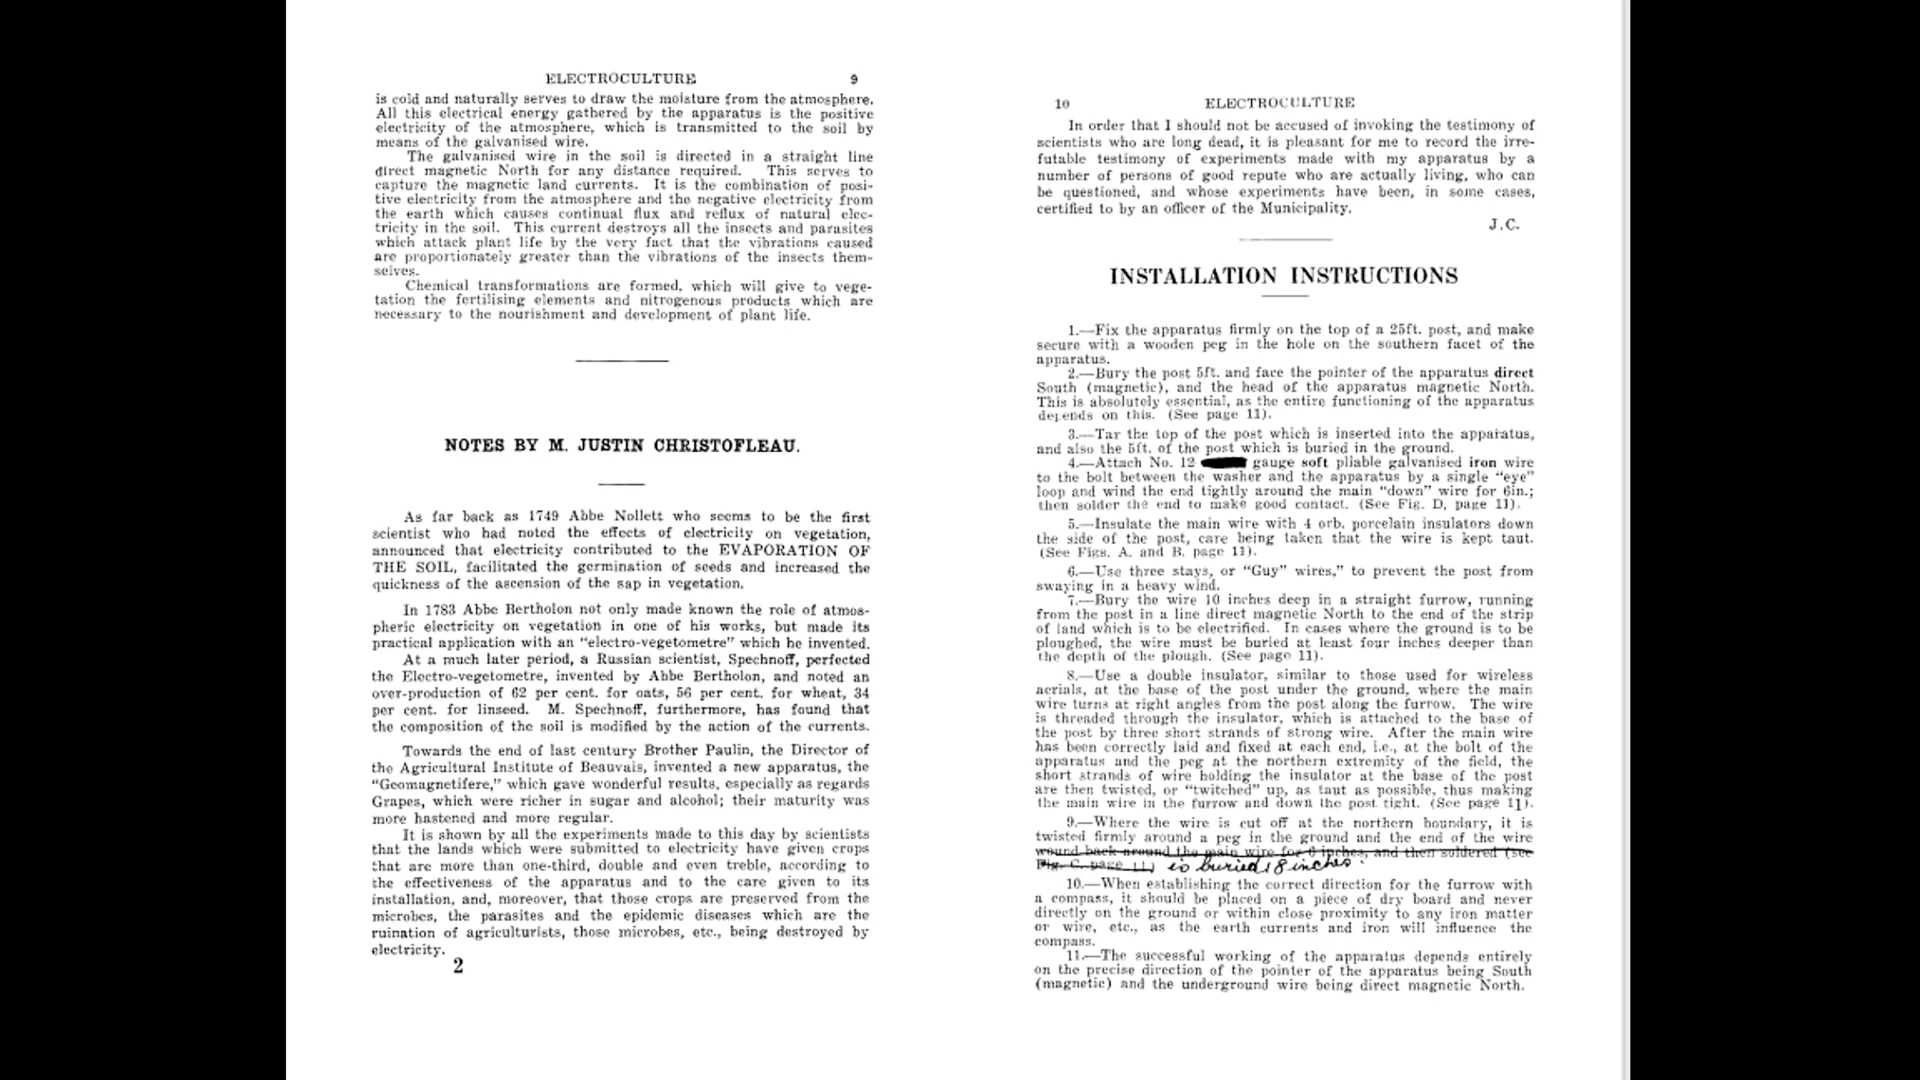 ELECTROCULTURE 9
is cold and naturally serves to draw the moisture from the atmosphere.
All this electrical energy gathered by the apparatus is the positive
electricity of the atmosphere, which is transmitted to the soil by
means of the galvanised wire.
The galvanised wire in the soil is directed in a straight line
direct magnetic North for any distance required. This serves to
capture the magnetic land currents. It is the combination of posi-
tive electricity from the atmosphere and the negative electricity from
the earth which causes continual flux and reflux of natural elec-
tricity in the soil. This current destroys all the insects and parasites
which attack plant life by the very fact that the vibrations caused
are proportionately greater than the vibrations of the insects them-
selves.
Chemical transformations are formed, which will give to vege-
tation the fertilising elements and nitrogenous products which are
necessary to the nourishment and development of plant life.
NOTES BY M. JUSTIN CHRISTOFLEAU.
As far back as 1749 Abbe Nollett who seems to be the first
scientist who had noted the effects of electricity on vegetation,
announced that electricity contributed to the EVAPORATION OF
THE SOIL, facilitated the germination of seeds and increased the
quickness of the ascension of the sap in vegetation.
In 1783 Abbe Bertholon not only made known the role of atmos-
pheric electricity on vegetation in one of his works, but made its
practical application with an "electro-vegetometre" which he invented.
At a much later period, a Russian scientist, Spechnoff, perfected
the Electro-vegetometre, invented by Abbe Bertholon, and noted an
over-production of 62 per cent. for oats, 56 per cent. for wheat, 34
per cent. for linseed. M. Spechnoff, furthermore, has found that
the composition of the soil is modified by the action of the currents.
Towards the end of last century Brother Paulin, the Director of
the Agricultural Institute of Beauvais, invented a new apparatus, the
"Geomagnetifere," which gave wonderful results, especially as regards
Grapes, which were richer in sugar and alcohol; their maturity was
more hastened and more regular.
It is shown by all the experiments made to this day by scientists
that the lands which were submitted to electricity have given crops
that are more than one-third, double and even treble, according to
the effectiveness of the apparatus and to the care given to its
installation, and, moreover, that those crops are preserved from the
microbes, the parasites and the epidemic diseases which are the
ruination of agriculturists, those microbes, etc., being destroyed by
electricity.
2
10 ELECTROCULTURE
In order that I should not be accused of invoking the testimony of
scientists who are long dead, it is pleasant for me to record the irre-
futable testimony of experiments made with my apparatus by a
number of persons of good repute who are actually living, who can
be questioned, and whose experiments have been, in some cases,
certified to by an officer of the Municipality.
J.C.
INSTALLATION INSTRUCTIONS
1.—Fix the apparatus firmly on the top of a 25ft. post, and make
secure with a wooden peg in the hole on the southern facet of the
apparatus.
2.—Bury the post 5ft. and face the pointer of the apparatus direct
South (magnetic), and the head of the apparatus magnetic North.
This is absolutely essential, as the entire functioning of the apparatus
depends on this. (See page 11).
3.—Tar the top of the post which is inserted into the apparatus,
and also the 5ft. of the post which is buried in the ground.
4.—Attach No. 12 gauge soft pliable galvanised iron wire
to the bolt between the washer and the apparatus by a single "eye"
loop and wind the end tightly around the main "down" wire for 6in.;
then solder the end to make good contact. (See Fig. D, page 11).
5.—Insulate the main wire with 4 orb. porcelain insulators down
the side of the post, care being taken that the wire is kept taut.
(See Figs. A. and B. page 11).
6.—Use three stays, or "Guy" wires," to prevent the post from
swaying in a heavy wind.
7.—Bury the wire 10 inches deep in a straight furrow, running
from the post in a line direct magnetic North to the end of the strip
of land which is to be electrified. In cases where the ground is to be
ploughed, the wire must be buried at least four inches deeper than
the depth of the plough. (See page 11).
8.—Use a double insulator, similar to those used for wireless
aerials, at the base of the post under the ground, where the main
wire turns at right angles from the post along the furrow. The wire
is threaded through the insulator, which is attached to the base of
the post by three short strands of strong wire. After the main wire
has been correctly laid and fixed at each end, i.e., at the bolt of the
apparatus and the peg at the northern extremity of the field, the
short strands of wire holding the insulator at the base of the post
are then twisted, or "twitched" up, as taut as possible, thus making
the main wire in the furrow and down the post tight. (See page 11).
9.—Where the wire is cut off at the northern boundary, it is
twisted firmly around a peg in the ground and the end of the wire
wound back around the main wire for 6 inches, and then soldered (see
Fig. C. page 11) is buried 18 inches.
10.—When establishing the correct direction for the furrow with
a compass, it should be placed on a piece of dry board and never
directly on the ground or within close proximity to any iron matter
or wire, etc., as the earth currents and iron will influence the
compass.
11.—The successful working of the apparatus depends entirely
on the precise direction of the pointer of the apparatus being South
(magnetic) and the underground wire being direct magnetic North.